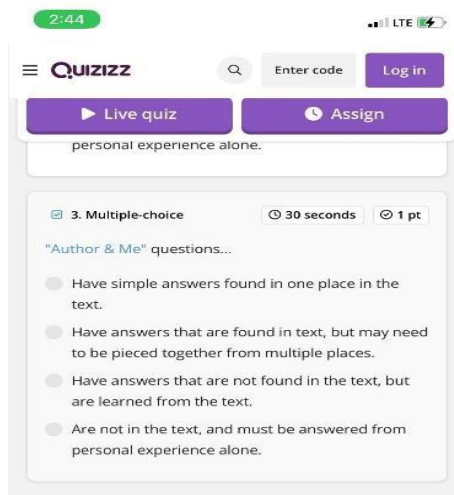 2:44
LTE
Quizizz
Enter code
Log in
Live quiz
Assign
personal experience alone.
3. Multiple-choice
30 seconds
1 pt
"Author & Me" questions...
Have simple answers found in one place in the
text.
Have answers that are found in text, but may need
to be pieced together from multiple places.
Have answers that are not found in the text, but
are learned from the text.
Are not in the text, and must be answered from
personal experience alone.